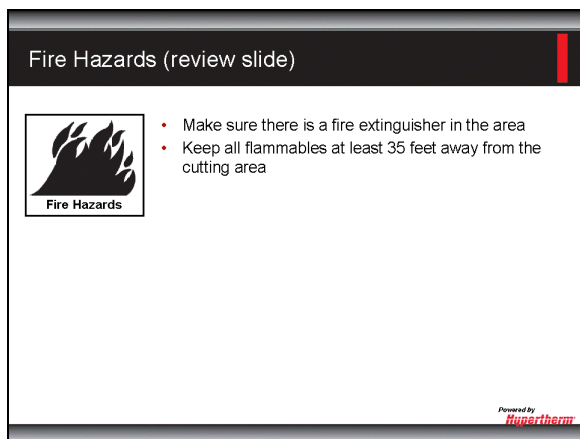 Fire Hazards (review slide)
Fire Hazards
• Make sure there is a fire extinguisher in the area
• Keep all flammables at least 35 feet away from the
cutting area
Powered by
Hypertherm